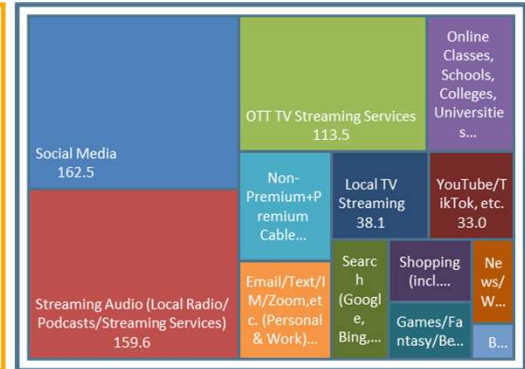 Social Media
162.5
Streaming Audio (Local Radio/
Podcasts/Streaming Services)
159.6
OTT TV Streaming Services
113.5
Online
Classes,
Schools,
Colleges,
Universitie
s...
Non-
Premium+P
remium
Cable...
Local TV
Streaming
38.1
YouTube/T
ikTok, etc.
33.0
Email/Text/I
M/Zoom,et
c. (Personal
& Work)...
Searc
h
(Googl
e,
Bing,...
Shopping
(incl....
Games/Fa
ntasy/Be...
Ne
ws/
W...
B...